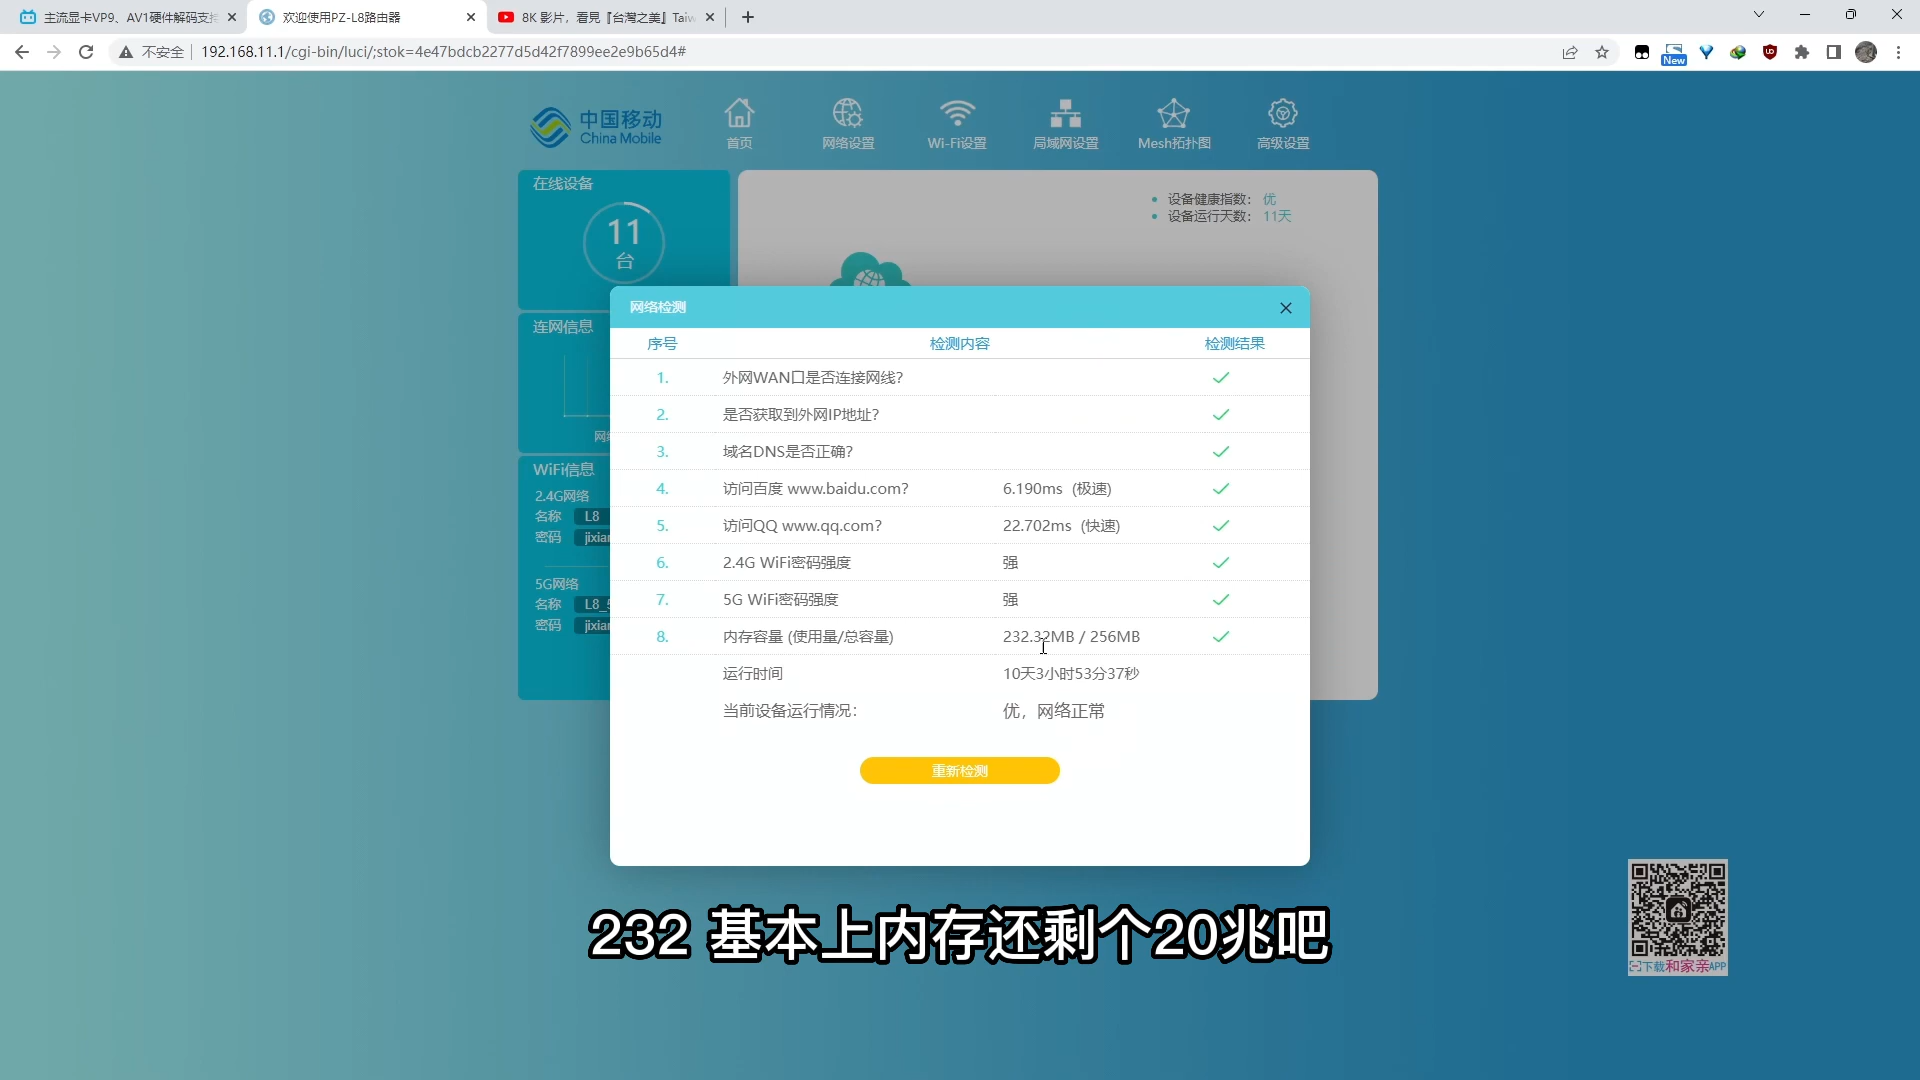 主流显卡VP9、AV1硬件解码支持
欢迎使用PZ-L8路由器
8K 影片，看見『台灣之美』Taiw
不安全
192.168.11.1/cgi-bin/luci/;stok=4e47bdcb2277d5d42f7899ee2e9b65d4#
New
中国移动
China Mobile
首页
网络设置
Wi-Fi设置
局域网设置
Mesh拓扑图
高级设置
在线设备
11
台
设备健康指数： 优
设备运行天数： 11天
连网信息
WiFi信息
2.4G网络
名称 L8
密码 jixian
5G网络
名称 L8_5
密码 jixian
网络检测
序号 检测内容 检测结果
1. 外网WAN口是否连接网线?
2. 是否获取到外网IP地址?
3. 域名DNS是否正确?
4. 访问百度 www.baidu.com? 6.190ms (极速)
5. 访问QQ www.qq.com? 22.702ms (快速)
6. 2.4G WiFi密码强度 强
7. 5G WiFi密码强度 强
8. 内存容量 (使用量/总容量) 232.32MB / 256MB
运行时间 10天3小时53分37秒
当前设备运行情况： 优，网络正常
重新检测
下载和家亲APP
232 基本上内存还剩个20兆吧